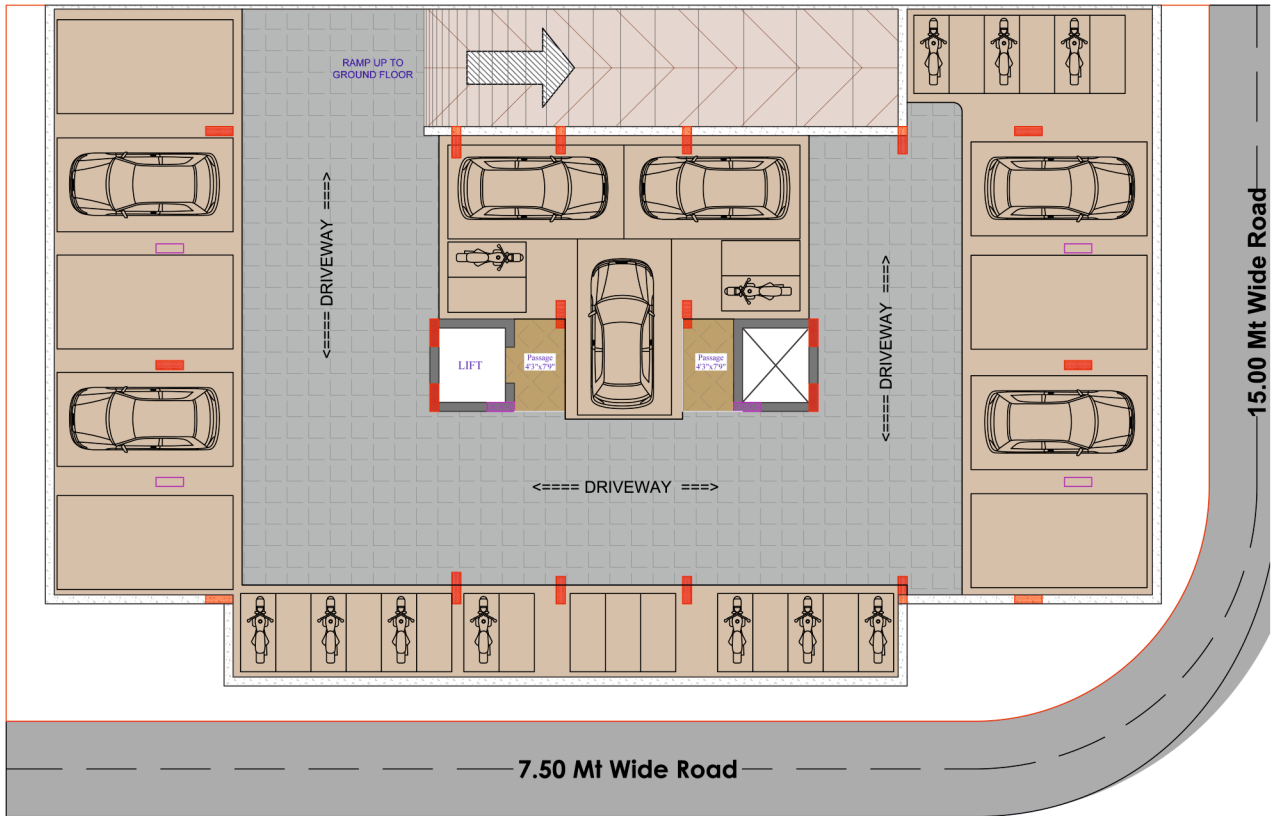 RAMP UP TO
GROUND FLOOR
<==== DRIVEWAY ====>
<==== DRIVEWAY ====>
15.00 Mt Wide Road
LIFT
Passage
4'3"x7'9"
Passage
4'3"x7'9"
<==== DRIVEWAY ===>
7.50 Mt Wide Road